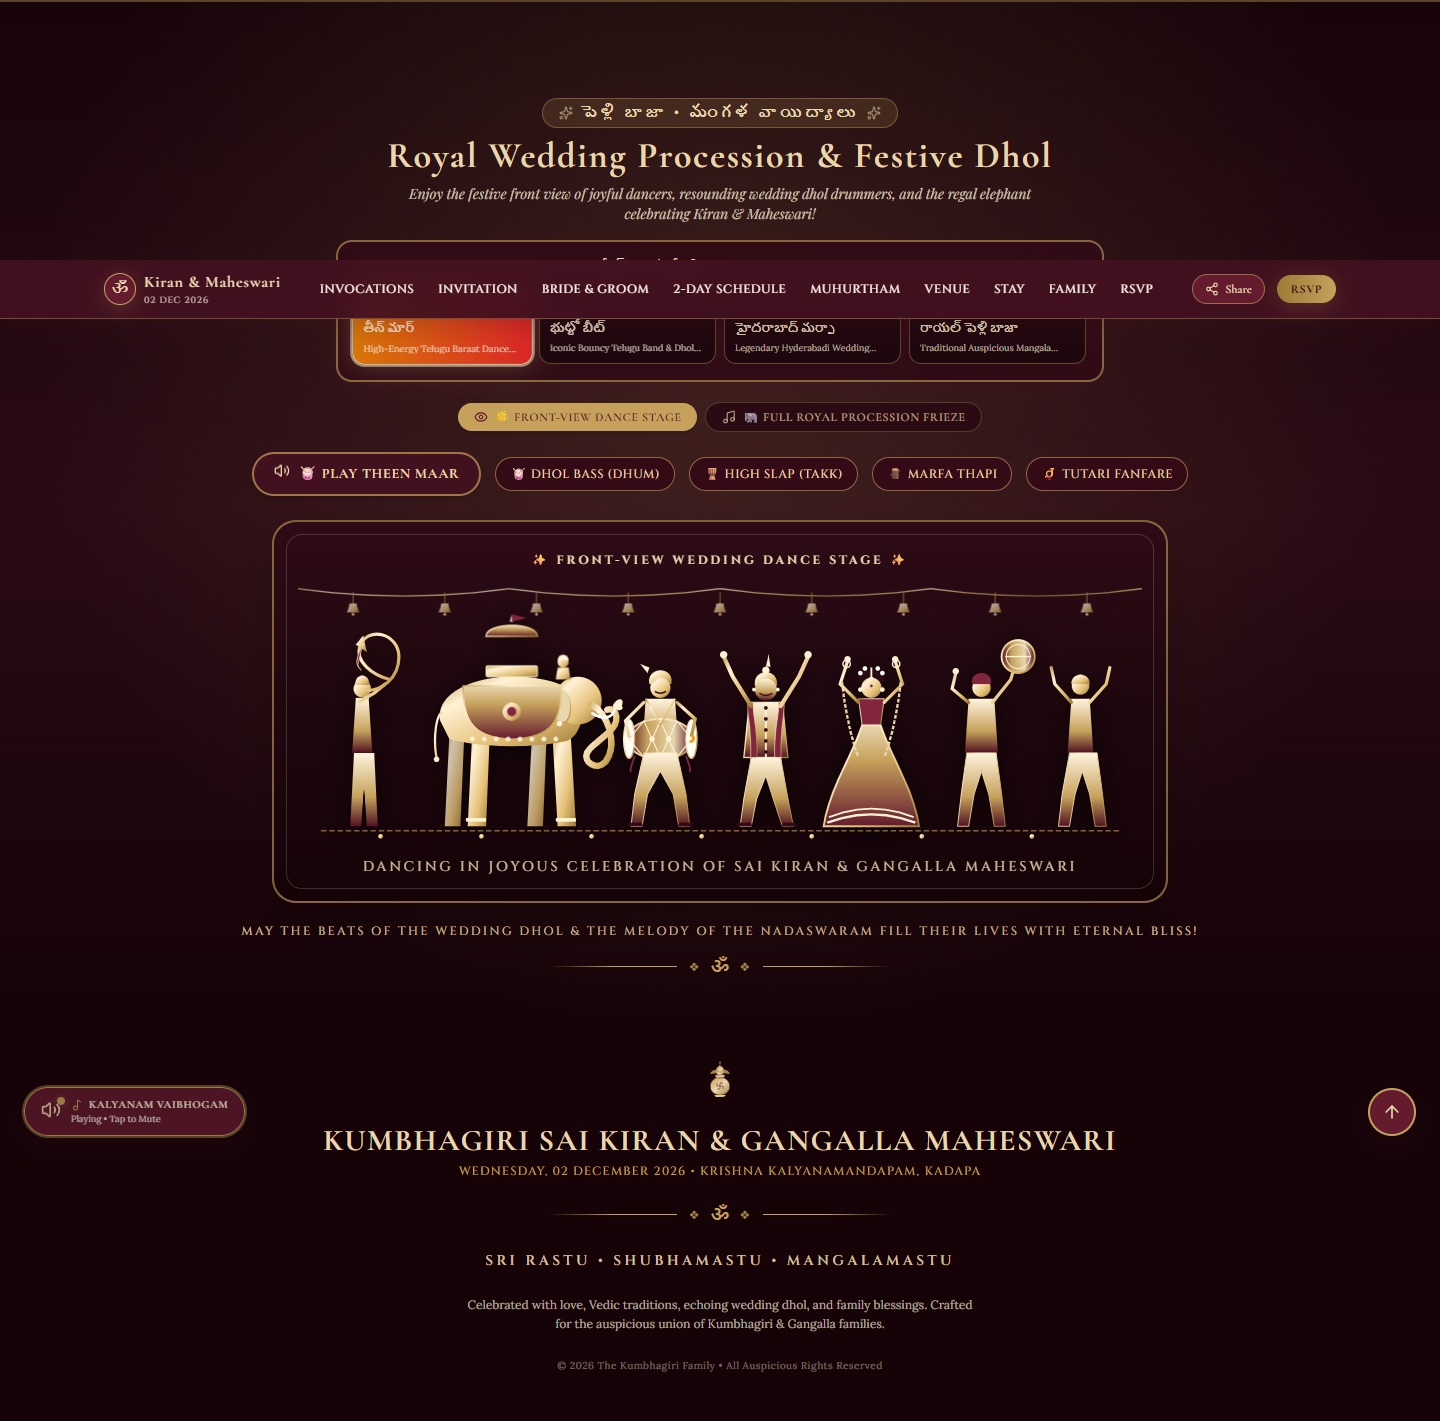 పెళ్లి బాజా • మంగళ వాయిద్యాలు
Royal Wedding Procession & Festive Dhol
Enjoy the festive front view of joyful dancers, resounding wedding dhol drummers, and the regal elephant
celebrating Kiran & Maheswari!
ॐ
Kiran & Maheswari
02 DEC 2026
INVOCATIONS
INVITATION
BRIDE & GROOM
2-DAY SCHEDULE
MUHURTHAM
VENUE
STAY
FAMILY
RSVP
Share
RSVP
తీన్ మార్
High-Energy Telugu Baraat Dance...
భుట్టో బీట్
Iconic Bouncy Telugu Band & Dhol...
హైదరాబాద్ మర్ఫా
Legendary Hyderabadi Wedding...
రాయల్ పెళ్లి బాజా
Traditional Auspicious Mangala...
FRONT-VIEW DANCE STAGE
FULL ROYAL PROCESSION FRIEZE
PLAY THEEN MAAR
DHOL BASS (DHUM)
HIGH SLAP (TAKK)
MARFA THAPI
TUTARI FANFARE
FRONT-VIEW WEDDING DANCE STAGE
DANCING IN JOYOUS CELEBRATION OF SAI KIRAN & GANGALLA MAHESWARI
MAY THE BEATS OF THE WEDDING DHOL & THE MELODY OF THE NADASWARAM FILL THEIR LIVES WITH ETERNAL BLISS!
ॐ
KALYANAM VAIBHOGAM
Playing • Tap to Mute
KUMBHAGIRI SAI KIRAN & GANGALLA MAHESWARI
WEDNESDAY, 02 DECEMBER 2026 • KRISHNA KALYANAMANDAPAM, KADAPA
ॐ
SRI RASTU • SHUBHAMASTU • MANGALAMASTU
Celebrated with love, Vedic traditions, echoing wedding dhol, and family blessings. Crafted
for the auspicious union of Kumbhagiri & Gangalla families.
© 2026 The Kumbhagiri Family • All Auspicious Rights Reserved